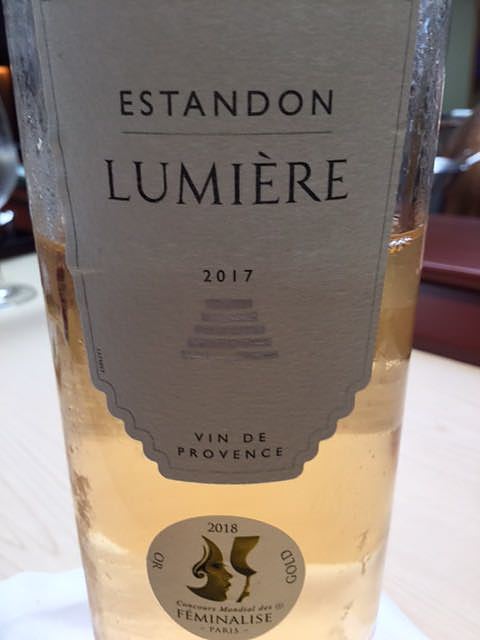 ESTANDON
LUMIÈRE
2017
VIN DE
PROVENCE
2018
OR
GOLD
Concours Mondial des
FÉMINALISE
- PARIS -